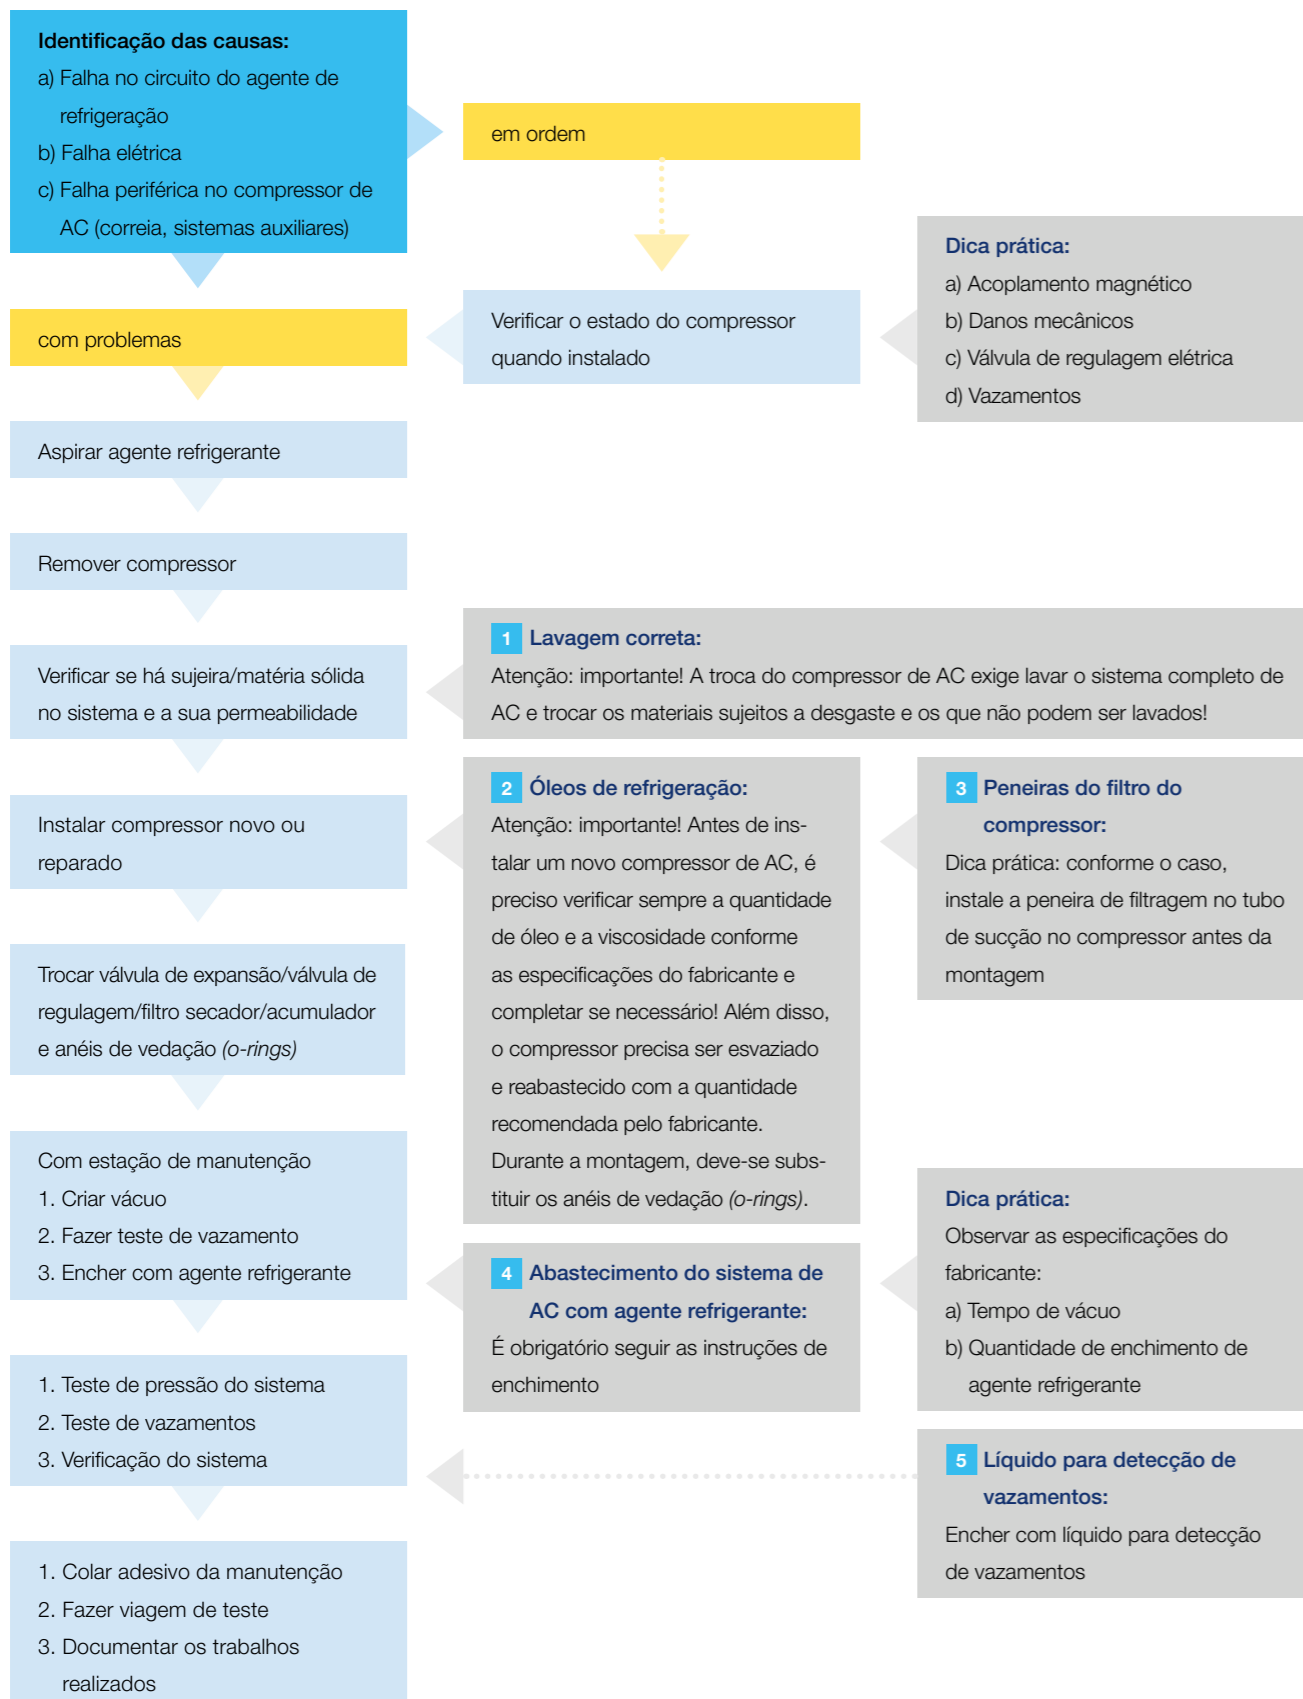 Identificação das causas:
a) Falha no circuito do agente de
refrigeração
b) Falha elétrica
c) Falha periférica no compressor de
AC (correia, sistemas auxiliares)
em ordem
Dica prática:
a) Acoplamento magnético
b) Danos mecânicos
c) Válvula de regulagem elétrica
d) Vazamentos
Verificar o estado do compressor
quando instalado
com problemas
Aspirar agente refrigerante
Remover compressor
Verificar se há sujeira/matéria sólida
no sistema e a sua permeabilidade
1 Lavagem correta:
Atenção: importante! A troca do compressor de AC exige lavar o sistema completo de
AC e trocar os materiais sujeitos a desgaste e os que não podem ser lavados!
Instalar compressor novo ou
reparado
2 Óleos de refrigeração:
Atenção: importante! Antes de ins-
talar um novo compressor de AC, é
preciso verificar sempre a quantidade
de óleo e a viscosidade conforme
as especificações do fabricante e
completar se necessário! Além disso,
o compressor precisa ser esvaziado
e reabastecido com a quantidade
recomendada pelo fabricante.
Durante a montagem, deve-se subs-
tituir os anéis de vedação (o-rings).
3 Peneiras do filtro do
compressor:
Dica prática: conforme o caso,
instale a peneira de filtragem no tubo
de sucção no compressor antes da
montagem
Trocar válvula de expansão/válvula de
regulagem/filtro secador/acumulador
e anéis de vedação (o-rings)
Com estação de manutenção
1. Criar vácuo
2. Fazer teste de vazamento
3. Encher com agente refrigerante
4 Abastecimento do sistema de
AC com agente refrigerante:
É obrigatório seguir as instruções de
enchimento
Dica prática:
Observar as especificações do
fabricante:
a) Tempo de vácuo
b) Quantidade de enchimento de
agente refrigerante
1. Teste de pressão do sistema
2. Teste de vazamentos
3. Verificação do sistema
5 Líquido para detecção de
vazamentos:
Encher com líquido para detecção
de vazamentos
1. Colar adesivo da manutenção
2. Fazer viagem de teste
3. Documentar os trabalhos
realizados